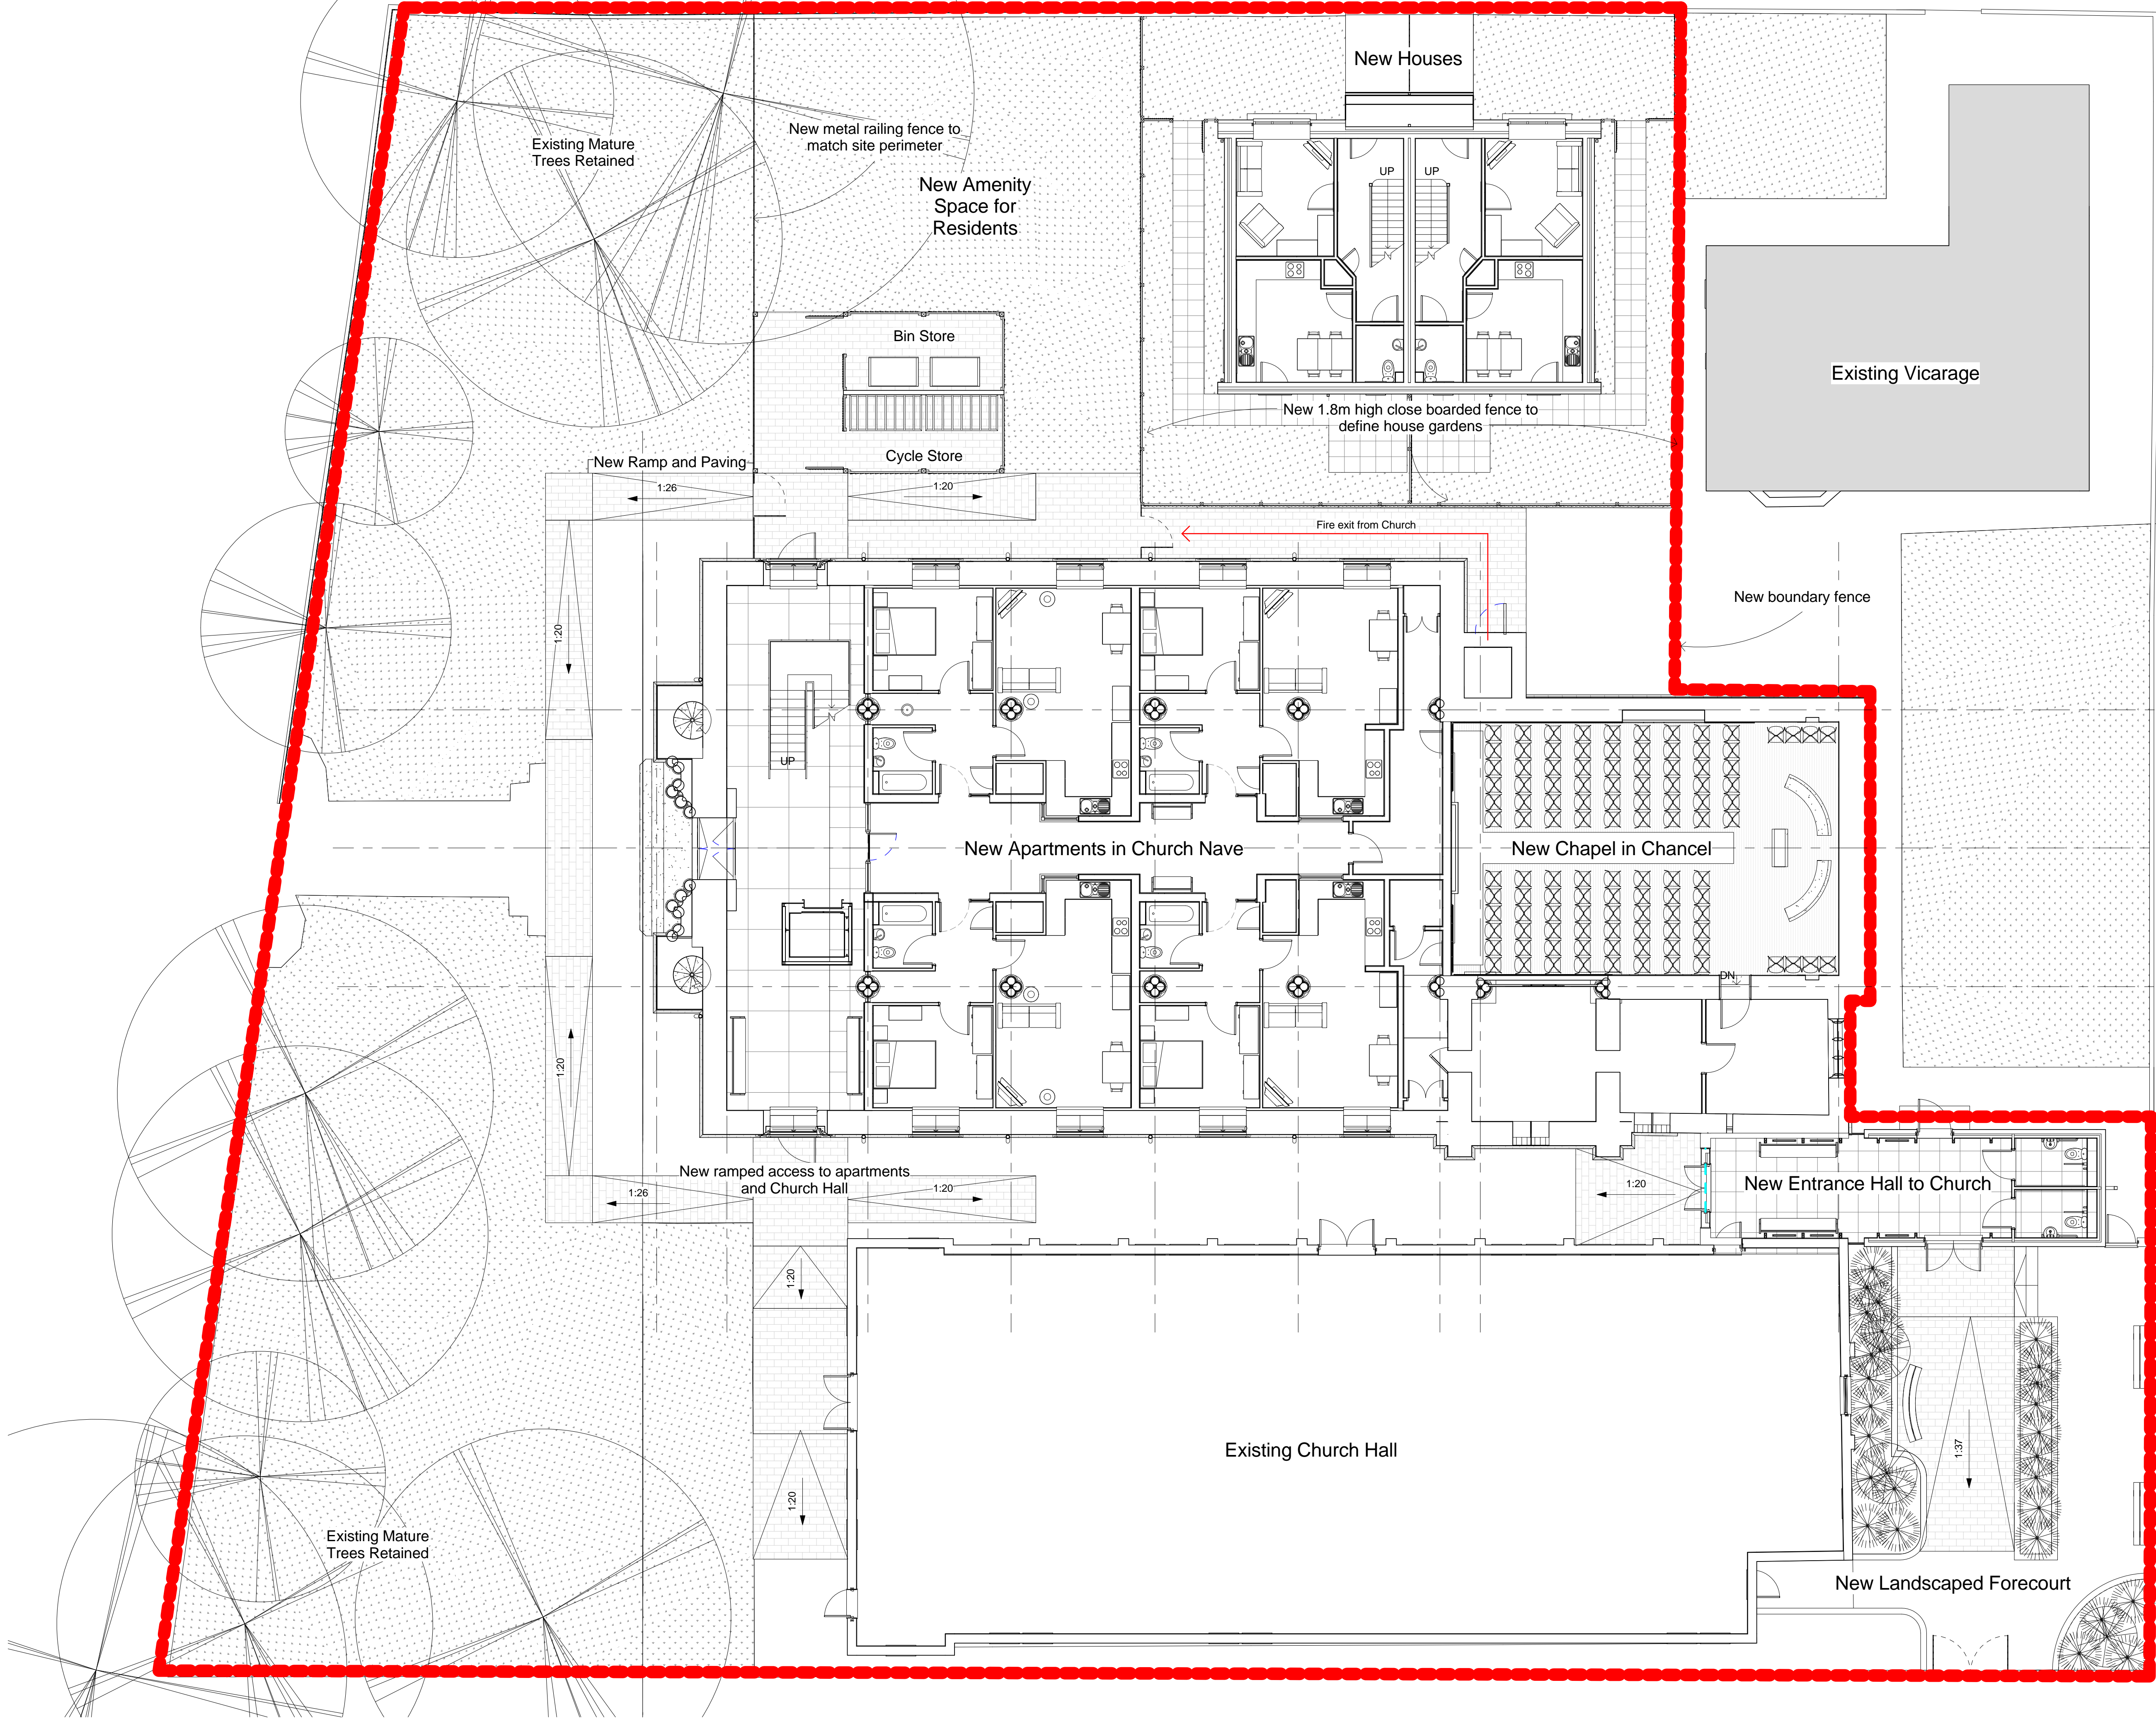 New Houses
Existing Mature
Trees Retained
New metal railing fence to
match site perimeter
New Amenity
Space for
Residents
UP
UP
Bin Store
Existing Vicarage
New 1.8m high close boarded fence to
define house gardens
Cycle Store
New Ramp and Paving
1:26
1:20
Fire exit from Church
New boundary fence
1:20
UP
New Apartments in Church Nave
New Chapel in Chancel
DN
1:20
New ramped access to apartments
and Church Hall
1:26
1:20
1:20
New Entrance Hall to Church
1:20
Existing Church Hall
1:37
1:20
Existing Mature
Trees Retained
New Landscaped Forecourt